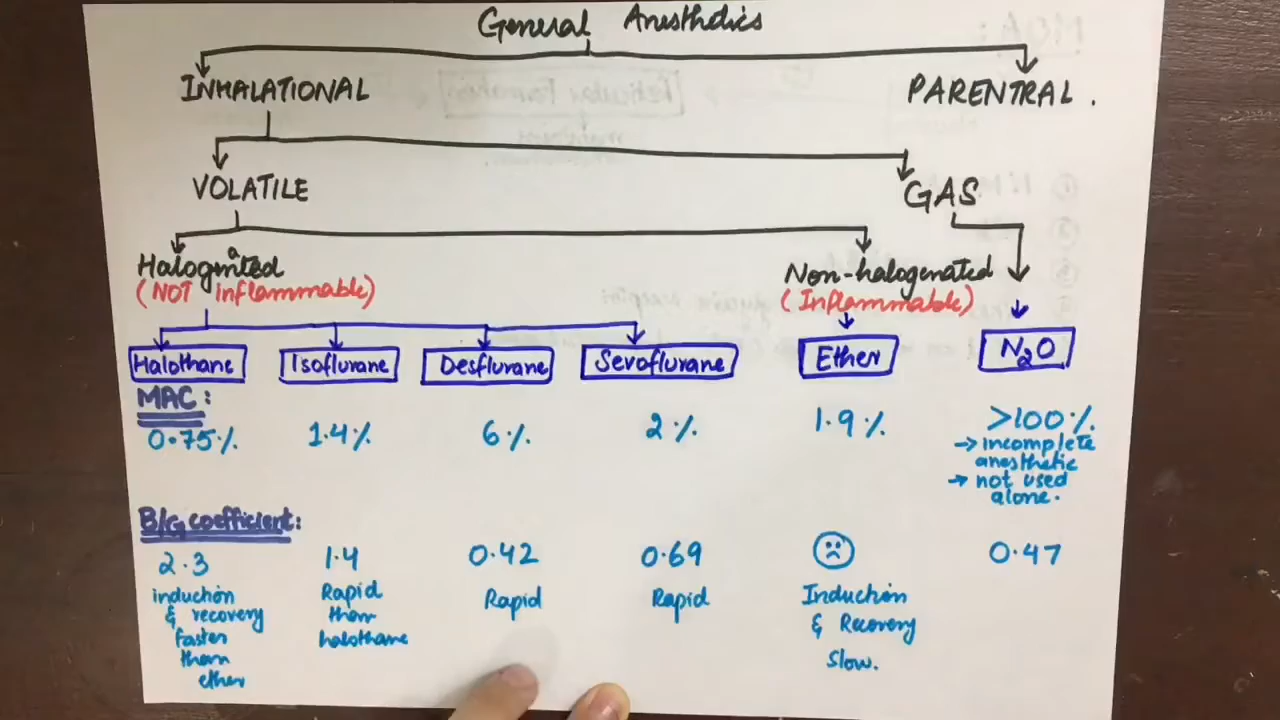 General Anesthetics
INHALATIONAL
PARENTRAL.
VOLATILE
GAS
Halogenated
(NOT inflammable)
Non-halogenated
(Inflammable)
Halothane
Isoflurane
Desflurane
Sevoflurane
Ether
N₂O
MAC:
0.75%
1.4%
6%
2%
1.9%
>100%
→ incomplete
anesthetic
→ not used
alone.
B/G coefficient:
2.3
induction
& recovery
faster
than
ether
1.4
Rapid
than
halothane
0.42
Rapid
0.69
Rapid
Induction
& Recovery
Slow.
0.47